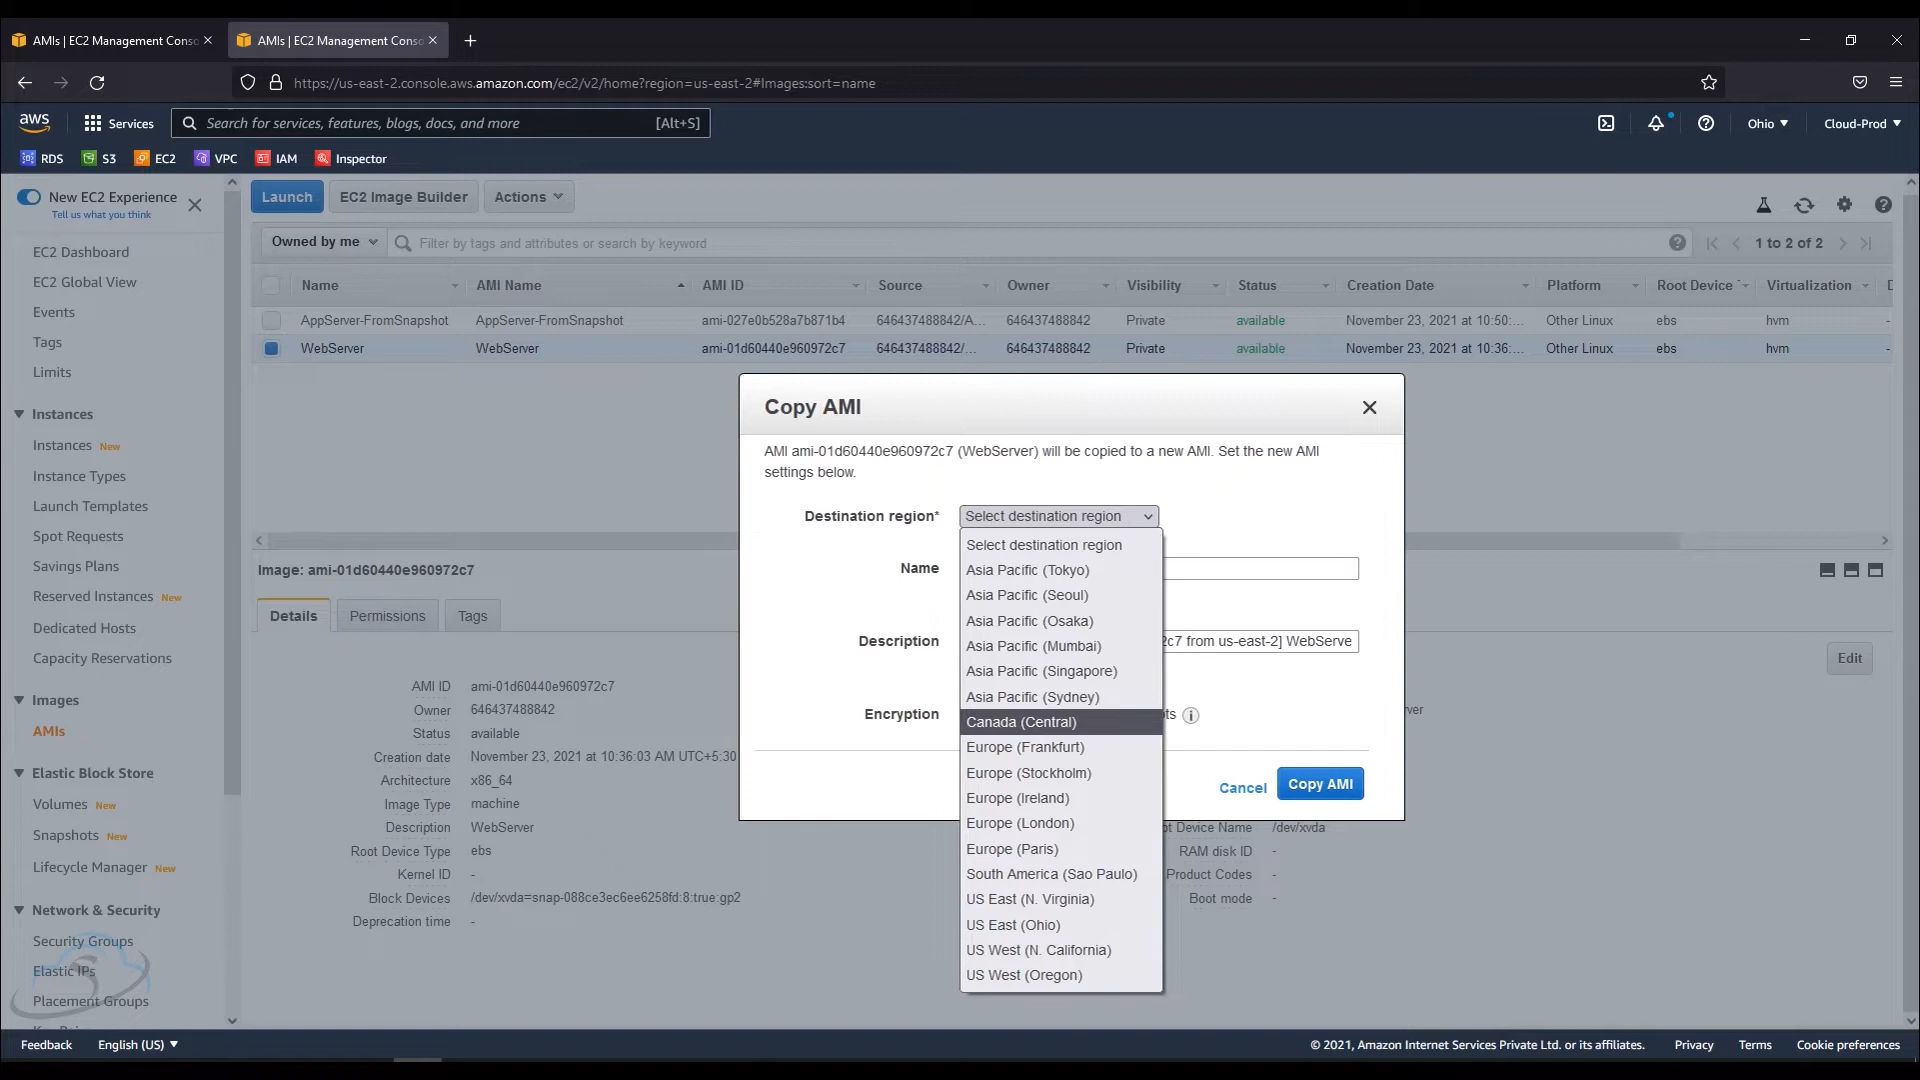 AMIs | EC2 Management Conso
AMIs | EC2 Management Conso
https://us-east-2.console.aws.amazon.com/ec2/v2/home?region=us-east-2#Images:sort=name
aws
Services
Search for services, features, blogs, docs, and more
[Alt+S]
Ohio
Cloud-Prod
RDS
S3
EC2
VPC
IAM
Inspector
New EC2 Experience
Tell us what you think
EC2 Dashboard
EC2 Global View
Events
Tags
Limits
Instances
Instances New
Instance Types
Launch Templates
Spot Requests
Savings Plans
Reserved Instances New
Dedicated Hosts
Capacity Reservations
Images
AMIs
Elastic Block Store
Volumes New
Snapshots New
Lifecycle Manager New
Network & Security
Security Groups
Elastic IPs
Placement Groups
Launch
EC2 Image Builder
Actions
Owned by me
Filter by tags and attributes or search by keyword
1 to 2 of 2
Name AMI Name AMI ID Source Owner Visibility Status Creation Date Platform Root Device Virtualization
AppServer-FromSnapshot AppServer-FromSnapshot ami-027e0b528a7b871b4 646437488842/A... 646437488842 Private available November 23, 2021 at 10:50:... Other Linux ebs hvm -
WebServer WebServer ami-01d60440e960972c7 646437488842/... 646437488842 Private available November 23, 2021 at 10:36:... Other Linux ebs hvm -
Copy AMI
AMI ami-01d60440e960972c7 (WebServer) will be copied to a new AMI. Set the new AMI
settings below.
Destination region*
Select destination region
Select destination region
Asia Pacific (Tokyo)
Asia Pacific (Seoul)
Asia Pacific (Osaka)
Asia Pacific (Mumbai)
Asia Pacific (Singapore)
Asia Pacific (Sydney)
Canada (Central)
Europe (Frankfurt)
Europe (Stockholm)
Europe (Ireland)
Europe (London)
Europe (Paris)
South America (Sao Paulo)
US East (N. Virginia)
US East (Ohio)
US West (N. California)
US West (Oregon)
Name
Description
2c7 from us-east-2] WebServe
Encryption
ts
Cancel
Copy AMI
Image: ami-01d60440e960972c7
Details
Permissions
Tags
Edit
AMI ID ami-01d60440e960972c7
Owner 646437488842
Status available
Creation date November 23, 2021 at 10:36:03 AM UTC+5:30
Architecture x86_64
Image Type machine
Description WebServer
Root Device Type ebs
Kernel ID -
Block Devices /dev/xvda=snap-088ce3ec6ee6258fd:8:true:gp2
Deprecation time -
ver
ot Device Name /dev/xvda
RAM disk ID -
Product Codes -
Boot mode -
Feedback
English (US)
© 2021, Amazon Internet Services Private Ltd. or its affiliates.
Privacy
Terms
Cookie preferences